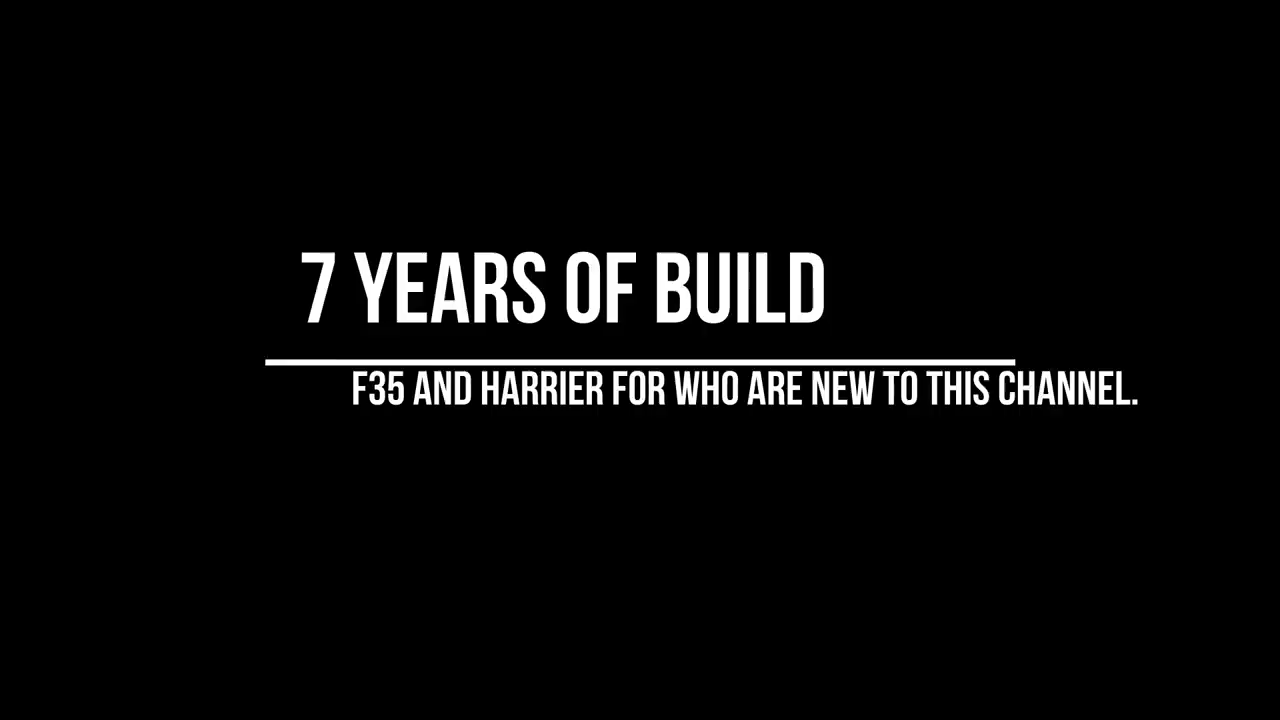 7 YEARS OF BUILD
F35 AND HARRIER FOR WHO ARE NEW TO THIS CHANNEL.